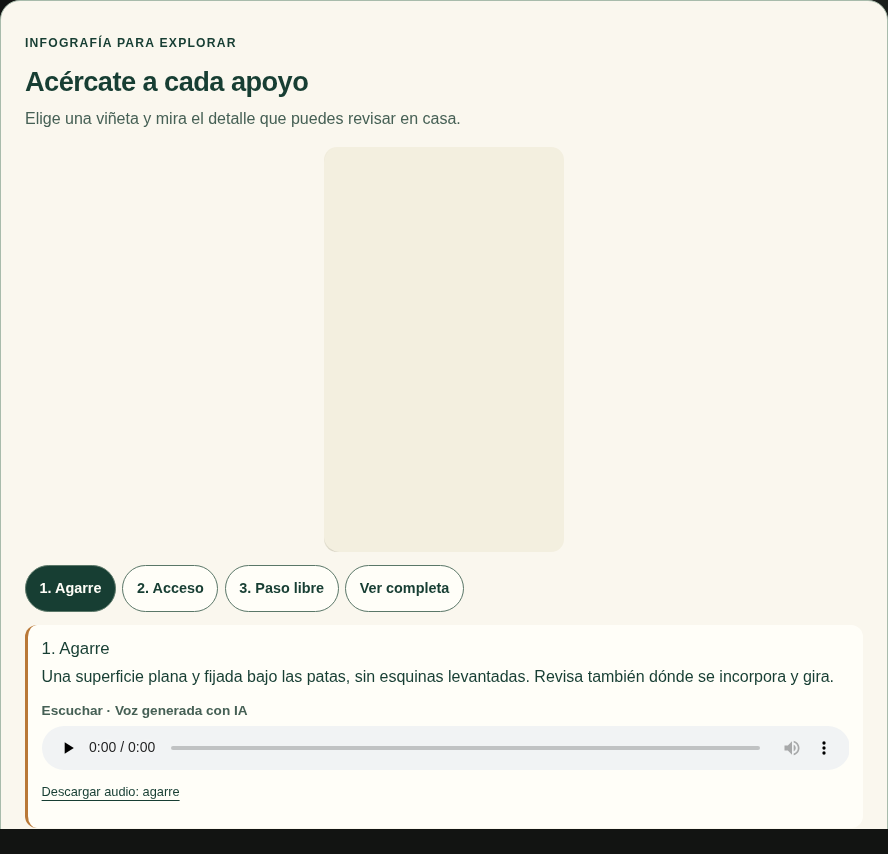 INFOGRAFÍA PARA EXPLORAR
Acércate a cada apoyo
Elige una viñeta y mira el detalle que puedes revisar en casa.
1. Agarre
2. Acceso
3. Paso libre
Ver completa
1. Agarre
Una superficie plana y fijada bajo las patas, sin esquinas levantadas. Revisa también dónde se incorpora y gira.
Escuchar · Voz generada con IA
0:00 / 0:00
Descargar audio: agarre